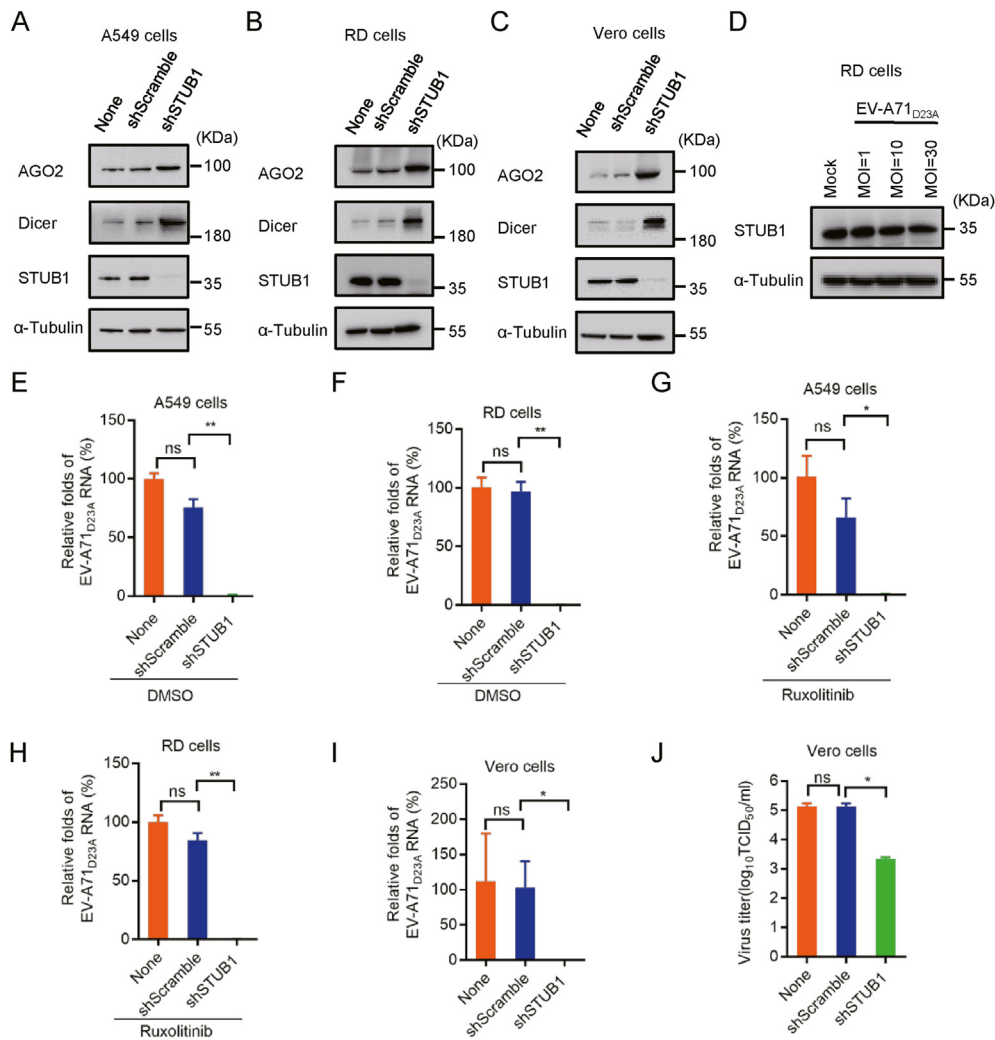 A
A549 cells
None
shScramble
shSTUB1
(KDa)
AGO2
100
Dicer
180
STUB1
35
α-Tubulin
55
B
RD cells
None
shScramble
shSTUB1
(KDa)
AGO2
100
Dicer
180
STUB1
35
α-Tubulin
55
C
Vero cells
None
shScramble
shSTUB1
(KDa)
AGO2
100
Dicer
180
STUB1
35
α-Tubulin
55
D
RD cells
EV-A71D23A
Mock
MOI=1
MOI=10
MOI=30
(KDa)
STUB1
35
α-Tubulin
55
E
A549 cells
Relative folds of
EV-A71D23A RNA (%)
150
100
50
0
ns
**
None
shScramble
shSTUB1
DMSO
F
RD cells
Relative folds of
EV-A71D23A RNA (%)
150
100
50
0
ns
**
None
shScramble
shSTUB1
DMSO
G
A549 cells
Relative folds of
EV-A71D23A RNA (%)
150
100
50
0
ns
*
None
shScramble
shSTUB1
Ruxolitinib
H
RD cells
Relative folds of
EV-A71D23A RNA (%)
150
100
50
0
ns
**
None
shScramble
shSTUB1
Ruxolitinib
I
Vero cells
Relative folds of
EV-A71D23A RNA (%)
250
200
150
100
50
0
ns
*
None
shScramble
shSTUB1
J
Vero cells
Virus titer(log10TCID50/ml)
6
5
4
3
2
1
0
ns
*
None
shScramble
shSTUB1